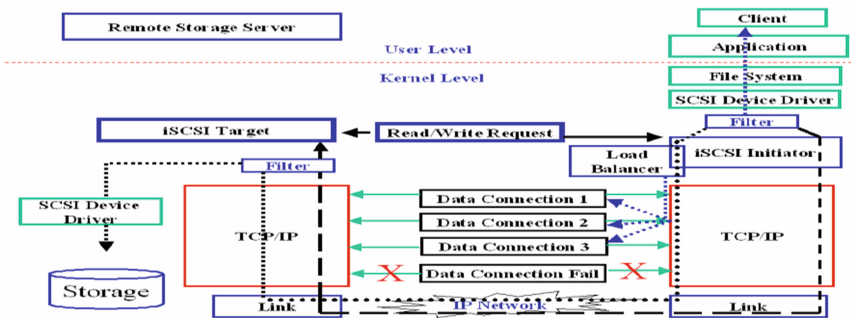 Client
Remote Storage Server
Application
User Level
Kernel Level
File System
SCSI Device Driver
Filter
iSCSI Target
Read/Write Request
iSCSI Initiator
Load
Balancer
Filter
SCSI Device
Driver
TCP/IP
Data Connection 1
Data Connection 2
Data Connection 3
Data Connection Fail
X
X
TCP/IP
Storage
Link
IP Network
Link